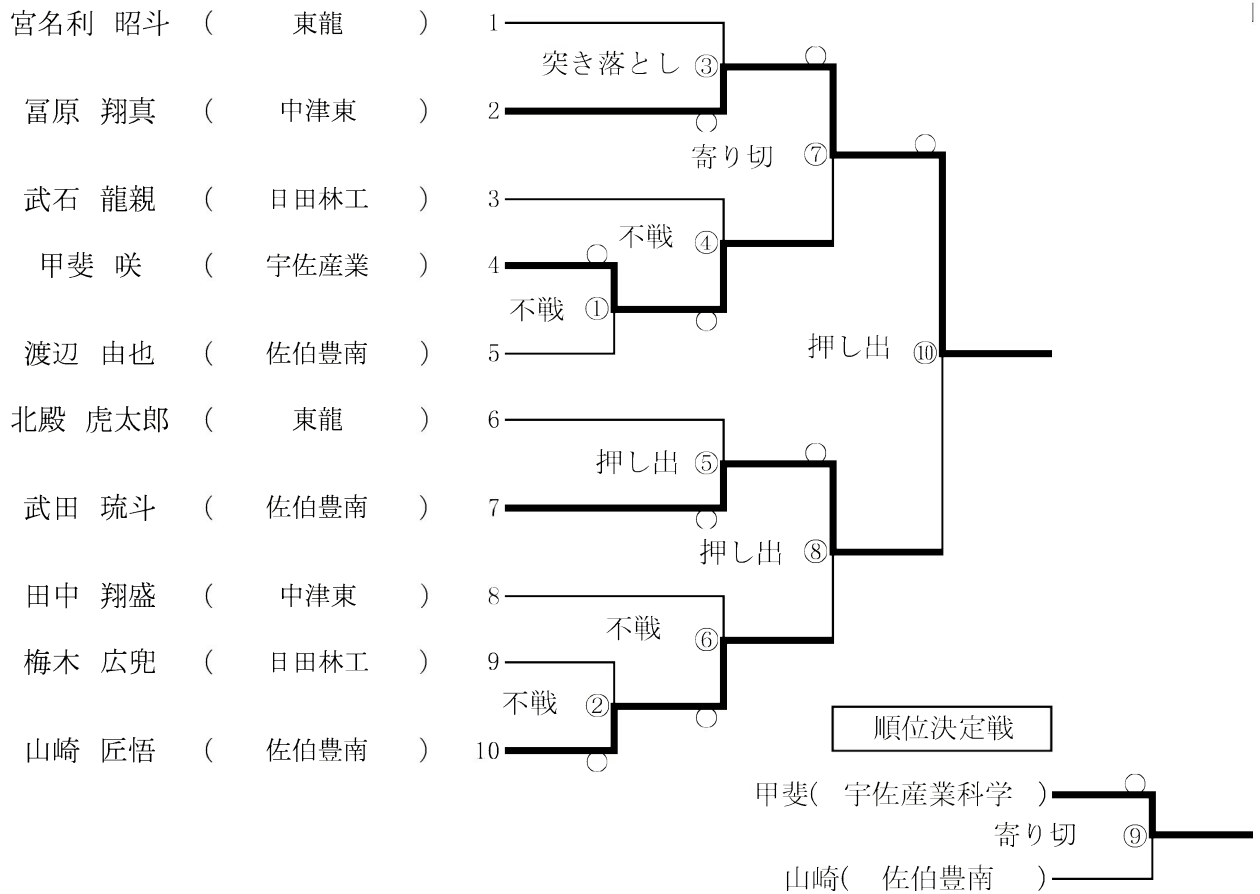 宮名利 昭斗 ( 東龍 ) 1
突き落とし ③
冨原 翔真 ( 中津東 ) 2
寄り切 ⑦
武石 龍親 ( 日田林工 ) 3
不戦 ④
甲斐 咲 ( 宇佐産業 ) 4
不戦 ①
渡辺 由也 ( 佐伯豊南 ) 5
押し出 ⑩
北殿 虎太郎 ( 東龍 ) 6
押し出 ⑤
武田 琉斗 ( 佐伯豊南 ) 7
押し出 ⑧
田中 翔盛 ( 中津東 ) 8
不戦 ⑥
梅木 広兜 ( 日田林工 ) 9
不戦 ②
山崎 匠悟 ( 佐伯豊南 ) 10
順位決定戦
甲斐( 宇佐産業科学 )
寄り切 ⑨
山崎( 佐伯豊南 )